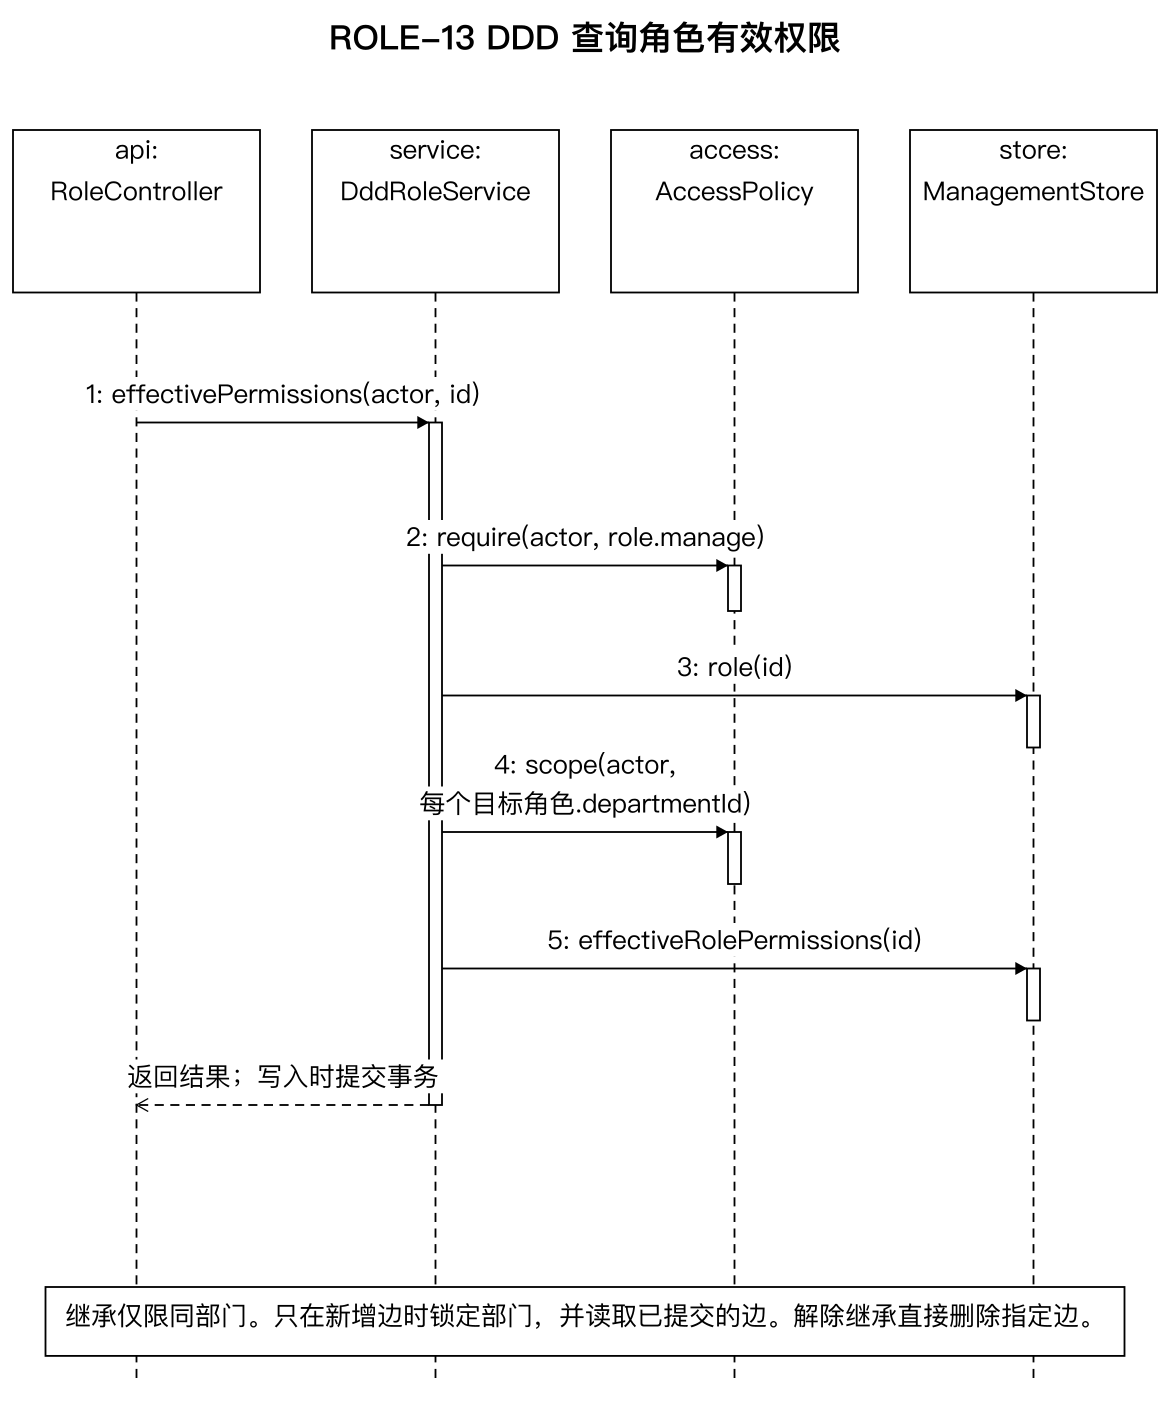 ROLE–13 DDD 查询角色有效权限
api:
RoleController
service:
DddRoleService
access:
AccessPolicy
store:
ManagementStore
1: effectivePermissions(actor, id)
2: require(actor, role.manage)
3: role(id)
4: scope(actor,
每个目标角色.departmentId)
5: effectiveRolePermissions(id)
返回结果；写入时提交事务
继承仅限同部门。只在新增边时锁定部门，并读取已提交的边。解除继承直接删除指定边。